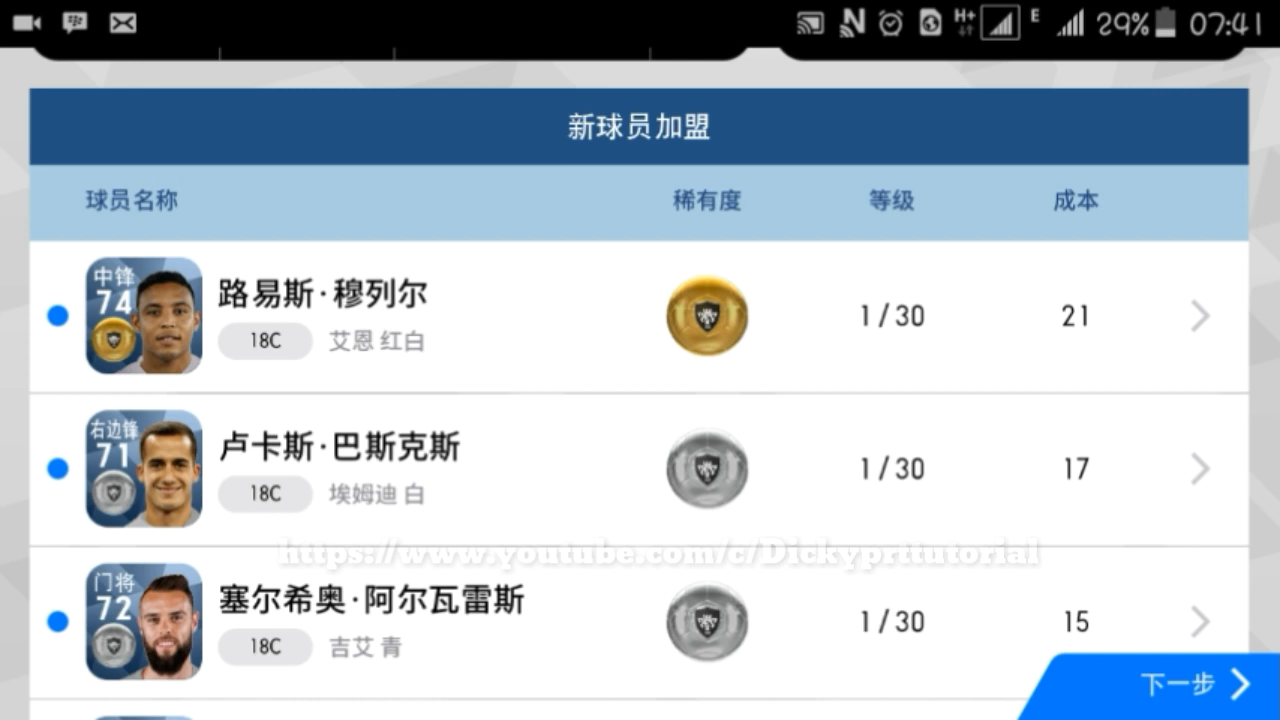 H+ E 29% 07:41
新球员加盟
球员名称 稀有度 等级 成本
中锋
74
路易斯·穆列尔
18C 艾恩 红白
1 / 30 21
右边锋
71
卢卡斯·巴斯克斯
18C 埃姆迪 白
1 / 30 17
https://www.youtube.com/c/Dickyprttutorial
门将
72
塞尔希奥·阿尔瓦雷斯
18C 吉艾 青
1 / 30 15
下一步